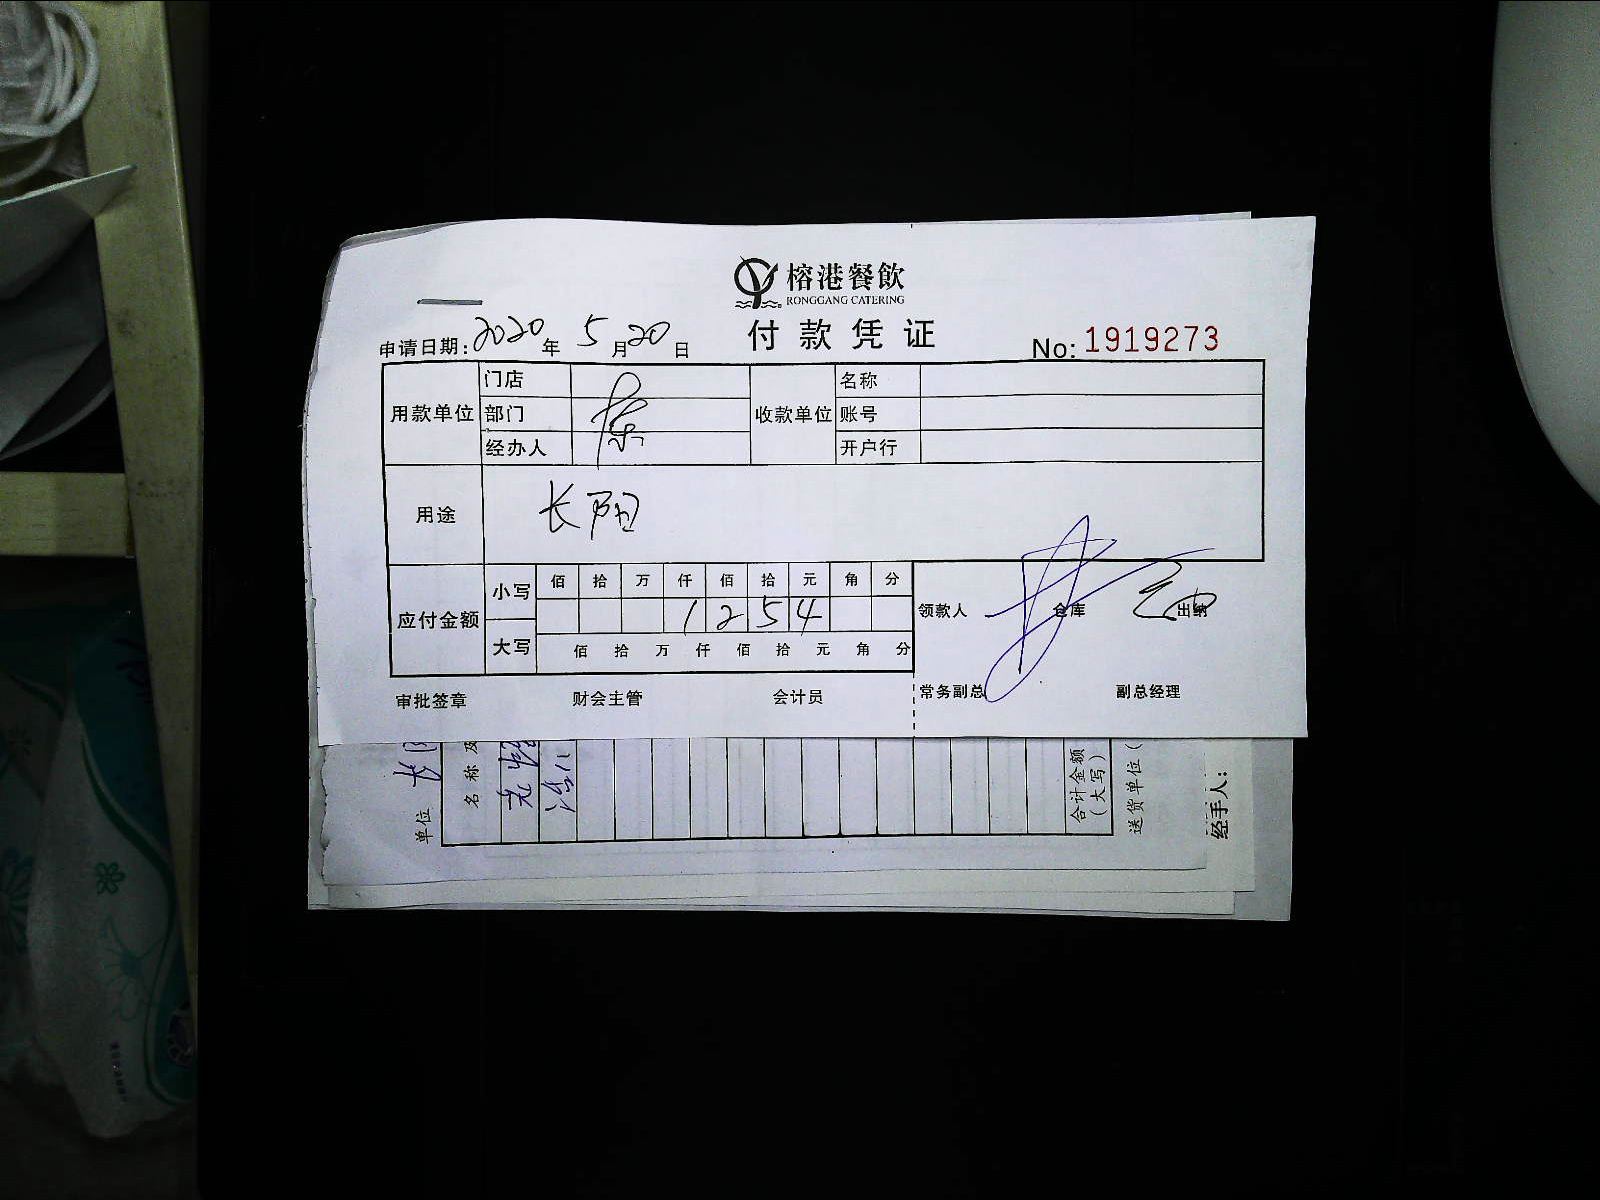 榕港餐飲
RONGGANG CATERING
付款凭证
申请日期: 2020年 5月20日 No: 1919273
用款单位 门店 收款单位 名称
部门 账号
经办人 开户行
用途 长阳
应付金额 小写 佰 拾 万 仟 佰 拾 元 角 分
1 2 5 4
大写 佰 拾 万 仟 佰 拾 元 角 分
领款人 仓库 出纳
审批签章 财会主管 会计员 常务副总 副总经理
单位 长
名称及
合计金额
(大写)
送货单位(
经手人: